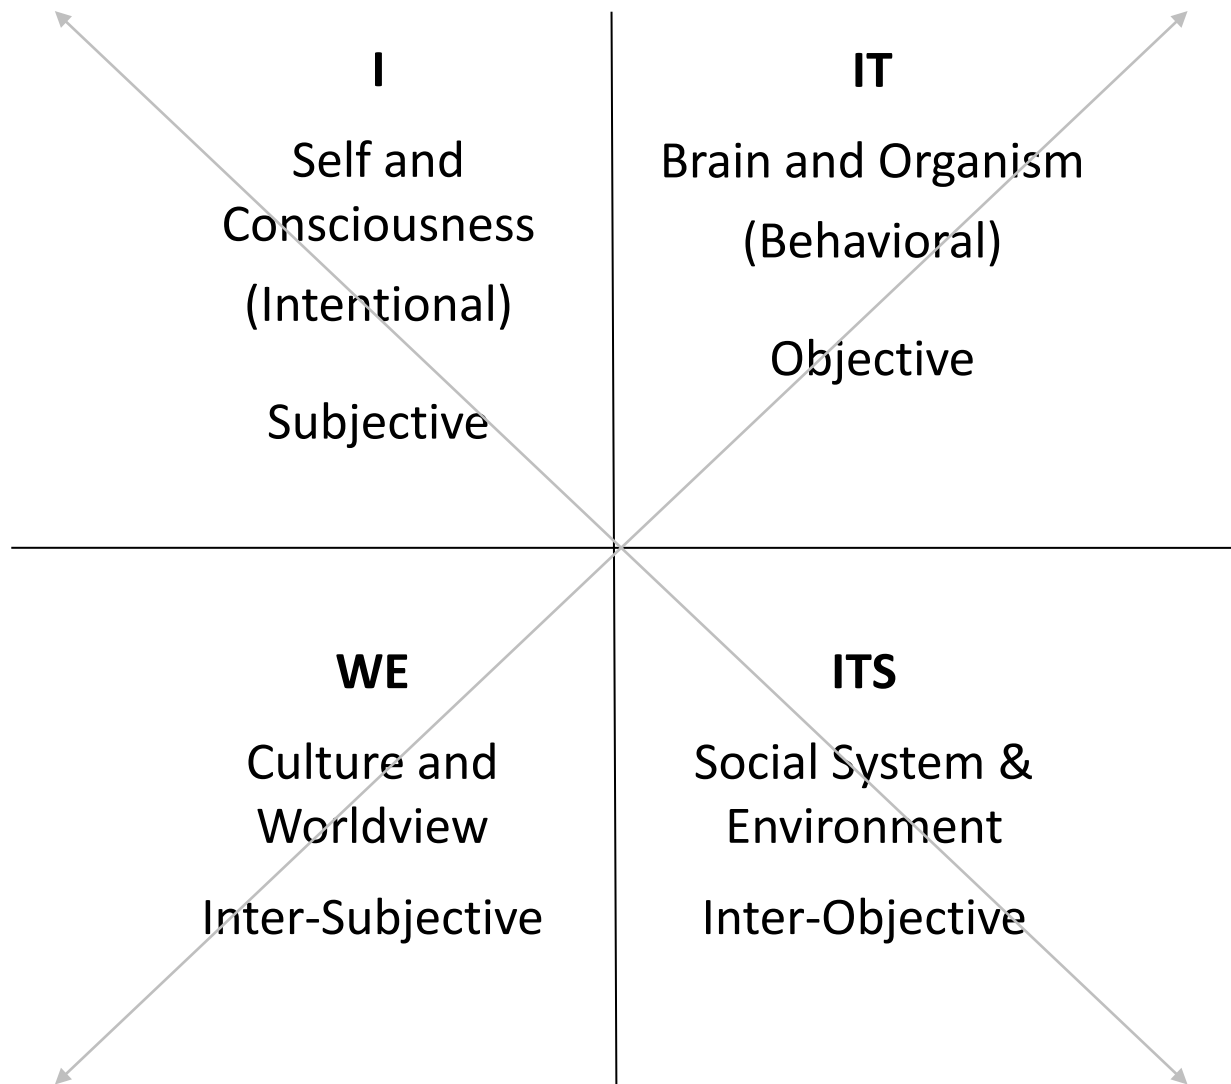 I
Self and
Consciousness
(Intentional)
Subjective
IT
Brain and Organism
(Behavioral)
Objective
WE
Culture and
Worldview
Inter-Subjective
ITS
Social System &
Environment
Inter-Objective